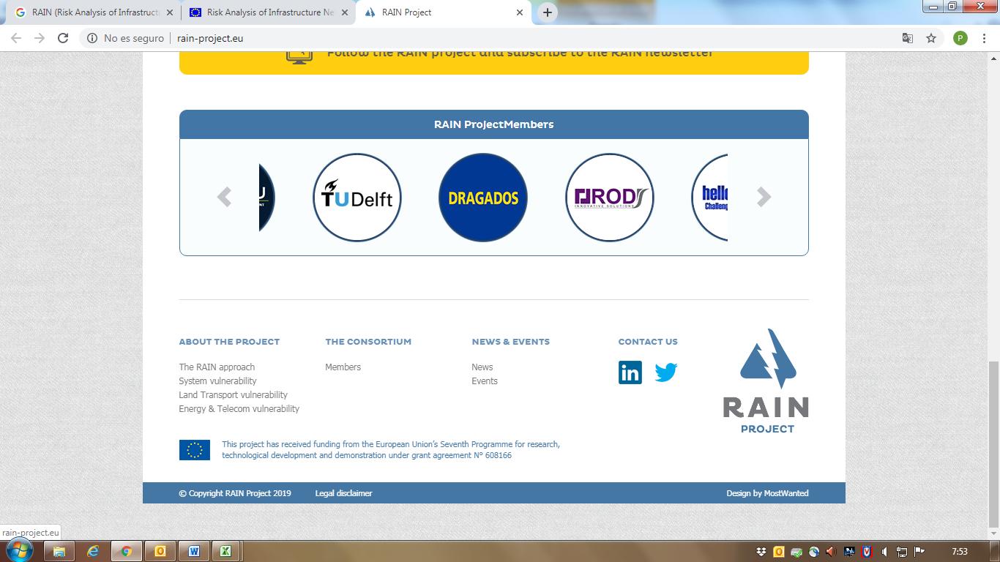 RAIN (Risk Analysis of Infrastruct
Risk Analysis of Infrastructure Ne
RAIN Project
No es seguro
rain-project.eu
P
Follow the RAIN project and subscribe to the RAIN newsletter
RAIN ProjectMembers
TUDelft
DRAGADOS
ROD
INNOVATIVE SOLUTIONS
hello
Challeng
ABOUT THE PROJECT
THE CONSORTIUM
NEWS & EVENTS
CONTACT US
The RAIN approach
Members
News
System vulnerability
Events
Land Transport vulnerability
Energy & Telecom vulnerability
in
RAIN
PROJECT
This project has received funding from the European Union's Seventh Programme for research,
technological development and demonstration under grant agreement Nº 608166
© Copyright RAIN Project 2019
Legal disclaimer
Design by MostWanted
rain-project.eu
7:53